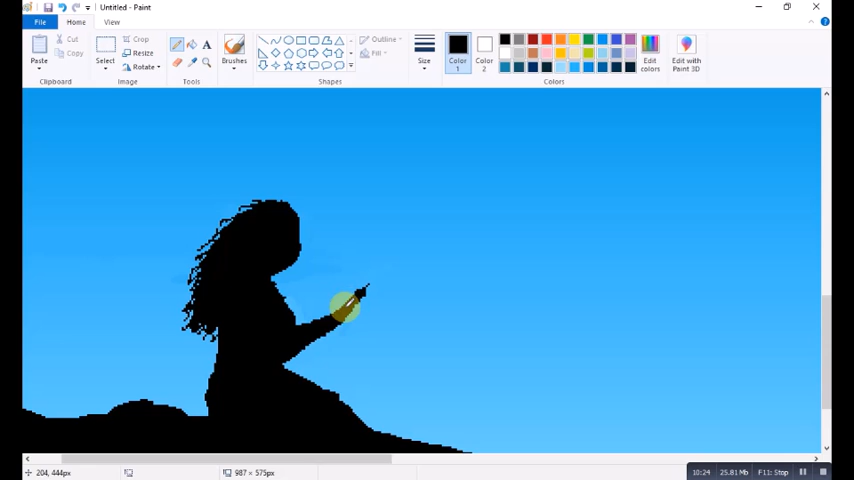 Untitled - Paint
File Home View
Paste
Cut
Copy
Clipboard
Select
Crop
Resize
Rotate
Image
A
Tools
Brushes
Outline
Fill
Shapes
Size
Color 1
Color 2
Edit colors
Colors
Edit with Paint 3D
204, 444px
987 × 575px
10:24 25.81 Mb F11: Stop